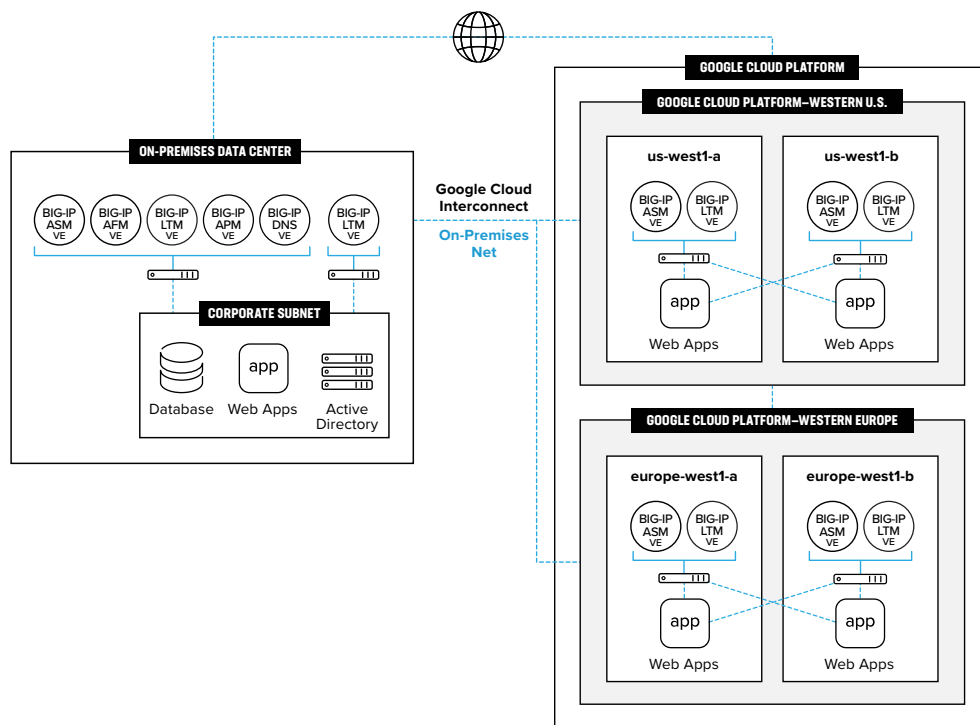 GOOGLE CLOUD PLATFORM
GOOGLE CLOUD PLATFORM–WESTERN U.S.
us-west1-a
us-west1-b
BIG-IP
ASM
VE
BIG-IP
LTM
VE
BIG-IP
ASM
VE
BIG-IP
LTM
VE
app
app
Web Apps
Web Apps
ON-PREMISES DATA CENTER
BIG-IP
ASM
VE
BIG-IP
AFM
VE
BIG-IP
LTM
VE
BIG-IP
APM
VE
BIG-IP
DNS
VE
BIG-IP
LTM
VE
CORPORATE SUBNET
app
Database
Web Apps
Active
Directory
Google Cloud
Interconnect
On-Premises
Net
GOOGLE CLOUD PLATFORM–WESTERN EUROPE
europe-west1-a
europe-west1-b
BIG-IP
ASM
VE
BIG-IP
LTM
VE
BIG-IP
ASM
VE
BIG-IP
LTM
VE
app
app
Web Apps
Web Apps